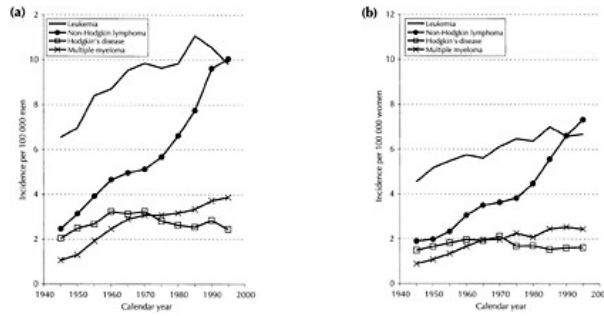 (a)
Leukemia
Non-Hodgkin lymphoma
Hodgkin's disease
Multiple myeloma
12
10
8
6
4
2
0
Incidence per 100 000 men
1940 1950 1960 1970 1980 1990 2000
Calendar year
(b)
Leukemia
Non-Hodgkin lymphoma
Hodgkin's disease
Multiple myeloma
12
10
8
6
4
2
0
Incidence per 100 000 women
1940 1950 1960 1970 1980 1990 200
Calendar year